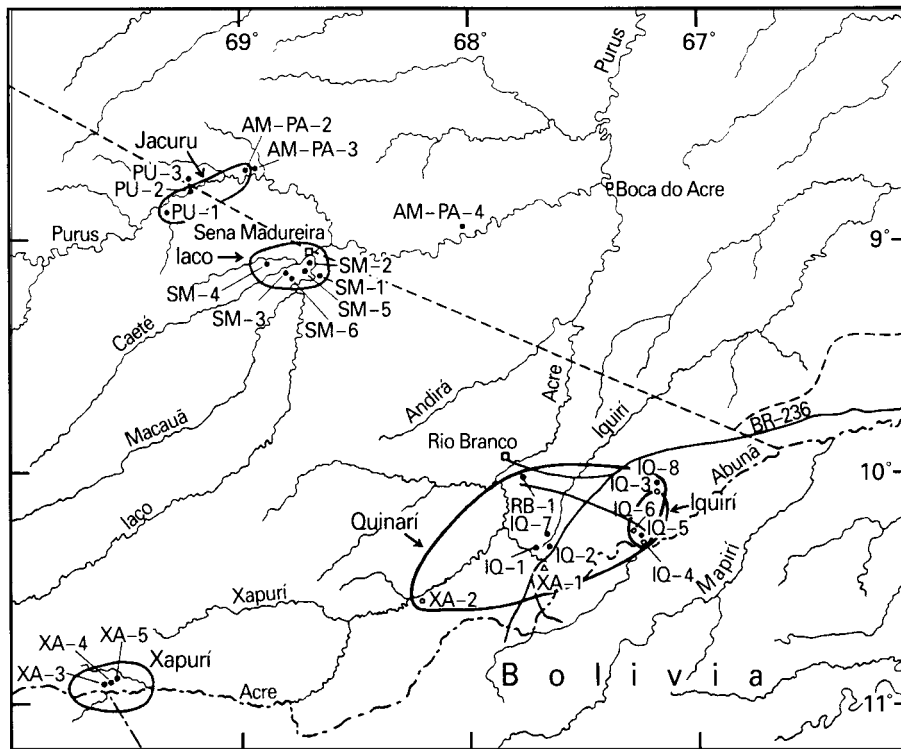 69°
68°
67°
Purus
AM-PA-2
Jacuru
AM-PA-3
PU-3
PU-2
Boca do Acre
PU-1
AM-PA-4
Purus
Sena Madureira
9°
Iaco
SM-2
SM-4
SM-1
SM-3
SM-5
SM-6
Caeté
Andirá
Acre
Iquirí
Macauã
BR-236
Rio Branco
Abunã
IQ-8
10°
IQ-3
Iaco
Quinarí
RB-1
IQ-6
Iquirí
IQ-7
IQ-5
IQ-1
IQ-2
IQ-4
Mapirí
XA-1
Xapurí
XA-2
XA-5
XA-4
XA-3
Xapurí
Bolivia
Acre
11°